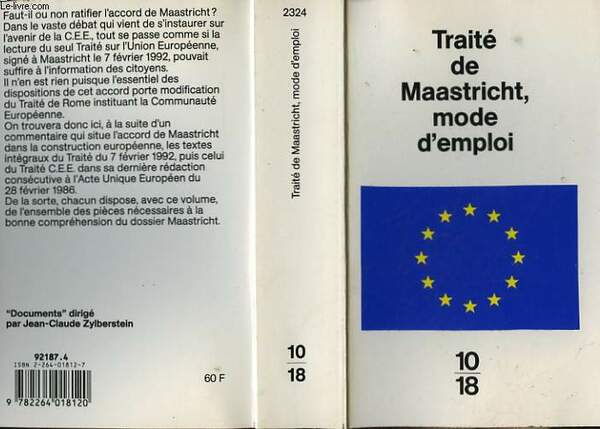 Faut-il ou non ratifier l'accord de Maastricht?
Dans le vaste débat qui vient de s'instaurer sur
l'avenir de la C.E.E., tout se passe comme si la
lecture du seul Traité sur l'Union Européenne,
signé à Maastricht le 7 février 1992, pouvait
suffire à l'information des citoyens.
Il n'en est rien puisque l'essentiel des
dispositions de cet accord porte modification
du Traité de Rome instituant la Communauté
Européenne.
On trouvera donc ici, à la suite d'un
commentaire qui situe l'accord de Maastricht
dans la construction européenne, les textes
intégraux du Traité du 7 février 1992, puis celui
du Traité C.E.E. dans sa dernière rédaction
consécutive à l'Acte Unique Européen du
28 février 1986.
De la sorte, chacun dispose, avec ce volume,
de l'ensemble des pièces nécessaires à la
bonne compréhension du dossier Maastricht.
"Documents" dirigé
par Jean-Claude Zylberstein
92187.4
ISBN 2-264-01812-7
9 782264 018120
60 F
2324
Traité de Maastricht, mode d'emploi
10
18
Traité
de
Maastricht,
mode
d'emploi
10
18